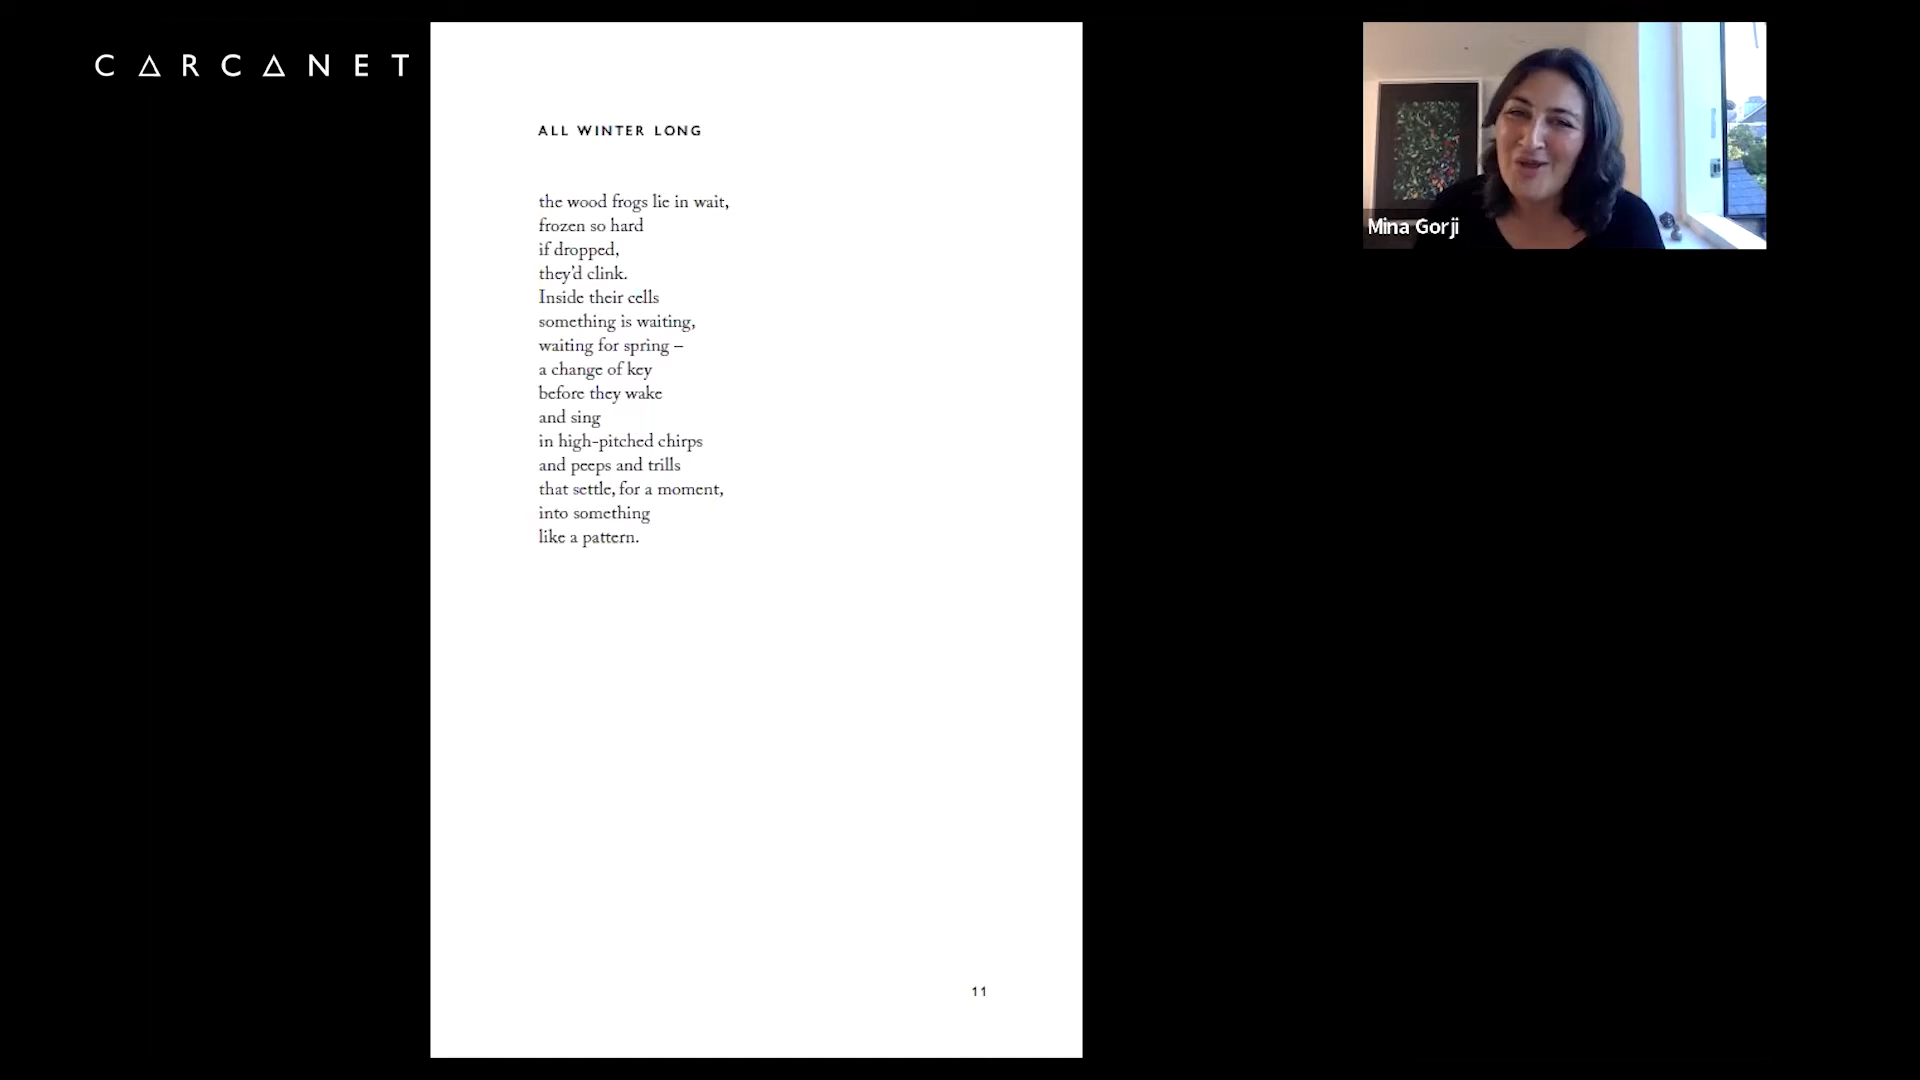 CARCANET
ALL WINTER LONG
the wood frogs lie in wait,
frozen so hard
if dropped,
they'd clink.
Inside their cells
something is waiting,
waiting for spring –
a change of key
before they wake
and sing
in high-pitched chirps
and peeps and trills
that settle, for a moment,
into something
like a pattern.
11
Mina Gorji